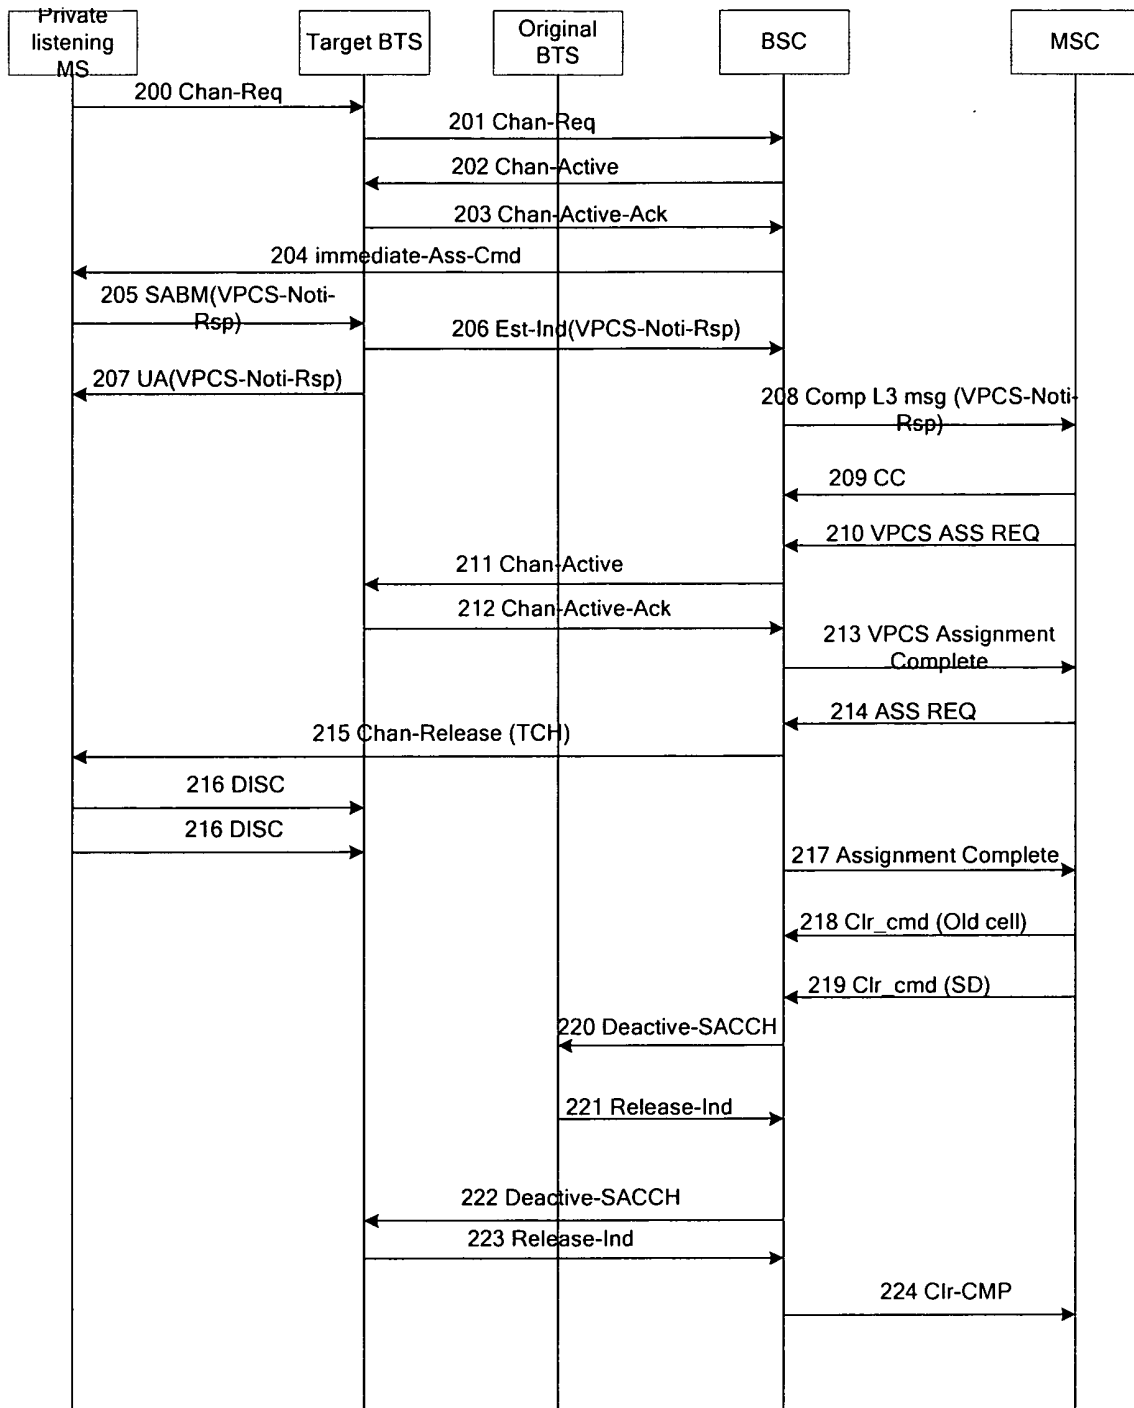 Private
listening
MS
Target BTS
Original
BTS
BSC
MSC
200 Chan-Req
201 Chan-Req
202 Chan-Active
203 Chan-Active-Ack
204 immediate-Ass-Cmd
205 SABM(VPCS-Noti-
Rsp)
206 Est-Ind(VPCS-Noti-Rsp)
207 UA(VPCS-Noti-Rsp)
208 Comp L3 msg (VPCS-Noti-
Rsp)
209 CC
210 VPCS ASS REQ
211 Chan-Active
212 Chan-Active-Ack
213 VPCS Assignment
Complete
214 ASS REQ
215 Chan-Release (TCH)
216 DISC
216 DISC
217 Assignment Complete
218 Clr_cmd (Old cell)
219 Clr_cmd (SD)
220 Deactive-SACCH
221 Release-Ind
222 Deactive-SACCH
223 Release-Ind
224 Clr-CMP